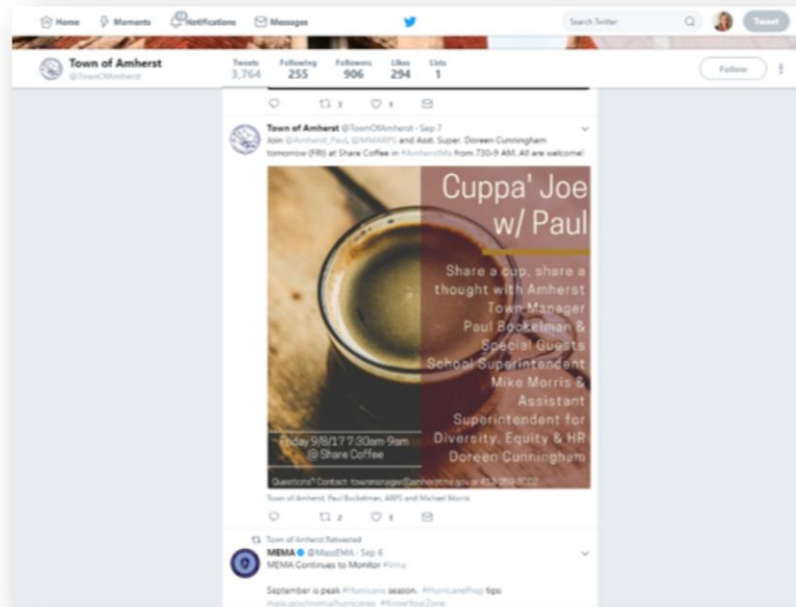 Home Moments Notifications Messages Search Twitter Tweet
Town of Amherst
@TownOfAmherst
Tweets Following Followers Likes Lists
3,764 255 906 294 1
Follow
3 1
Town of Amherst @TownOfAmherst · Sep 7
Join @Amherst_Paul, @MMARPS and Asst. Super. Doreen Cunningham
tomorrow (FRI) at Share Coffee in #AmherstMa from 730-9 AM. All are welcome!
Cuppa' Joe
w/ Paul
Share a cup, share a
thought with Amherst
Town Manager
Paul Bockelman &
Special Guests
School Superintendent
Mike Morris &
Assistant
Superintendent for
Diversity, Equity & HR
Doreen Cunningham
Friday 9/8/17 7:30am-9am
@ Share Coffee
Questions? Contact: townmanager@amherstma.gov or
Town of Amherst, Paul Bockelman, ARPS and Michael Morris
2 1
Town of Amherst Retweeted
MEMA @MassEMA · Sep 6
MEMA Continues to Monitor #Irma
September is peak #Hurricane season. #HurricanePrep tips:
mass.gov/mema/hurricanes #KnowYourZone